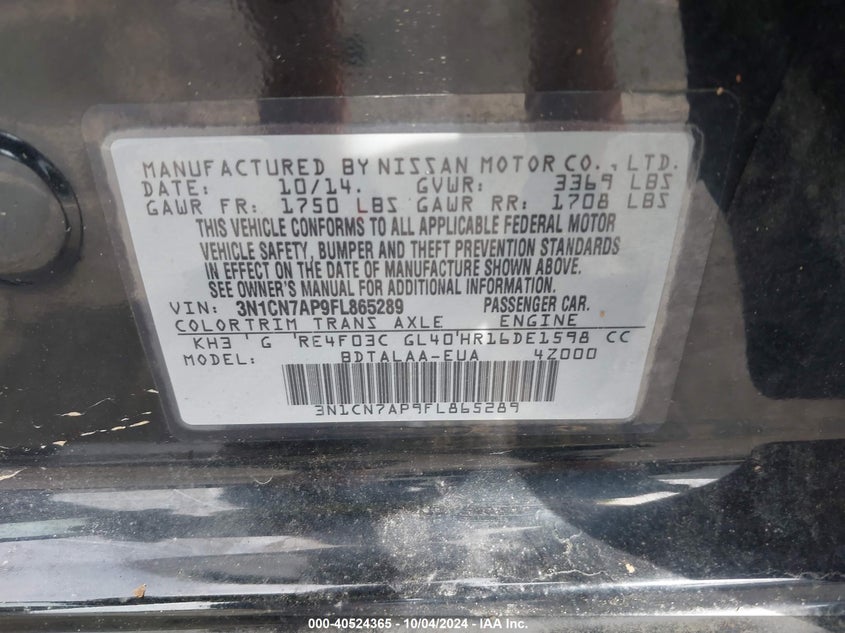 MANUFACTURED BY NISSAN MOTOR CO., LTD.
DATE: 10/14. GVWR: 3369 LBS
GAWR FR: 1750 LBS GAWR RR: 1708 LBS
THIS VEHICLE CONFORMS TO ALL APPLICABLE FEDERAL MOTOR
VEHICLE SAFETY, BUMPER AND THEFT PREVENTION STANDARDS
IN EFFECT ON THE DATE OF MANUFACTURE SHOWN ABOVE.
SEE OWNER'S MANUAL FOR ADDITIONAL INFORMATION.
VIN: 3N1CN7AP9FL865289 PASSENGER CAR.
COLORTRIM TRANS AXLE ENGINE
KH3 'G 'RE4F03C GL40'HR16DE1598 CC
MODEL: BDTALAA-EUA 4Z000
3N1CN7AP9FL865289
000-40524365 - 10/04/2024 - IAA Inc.